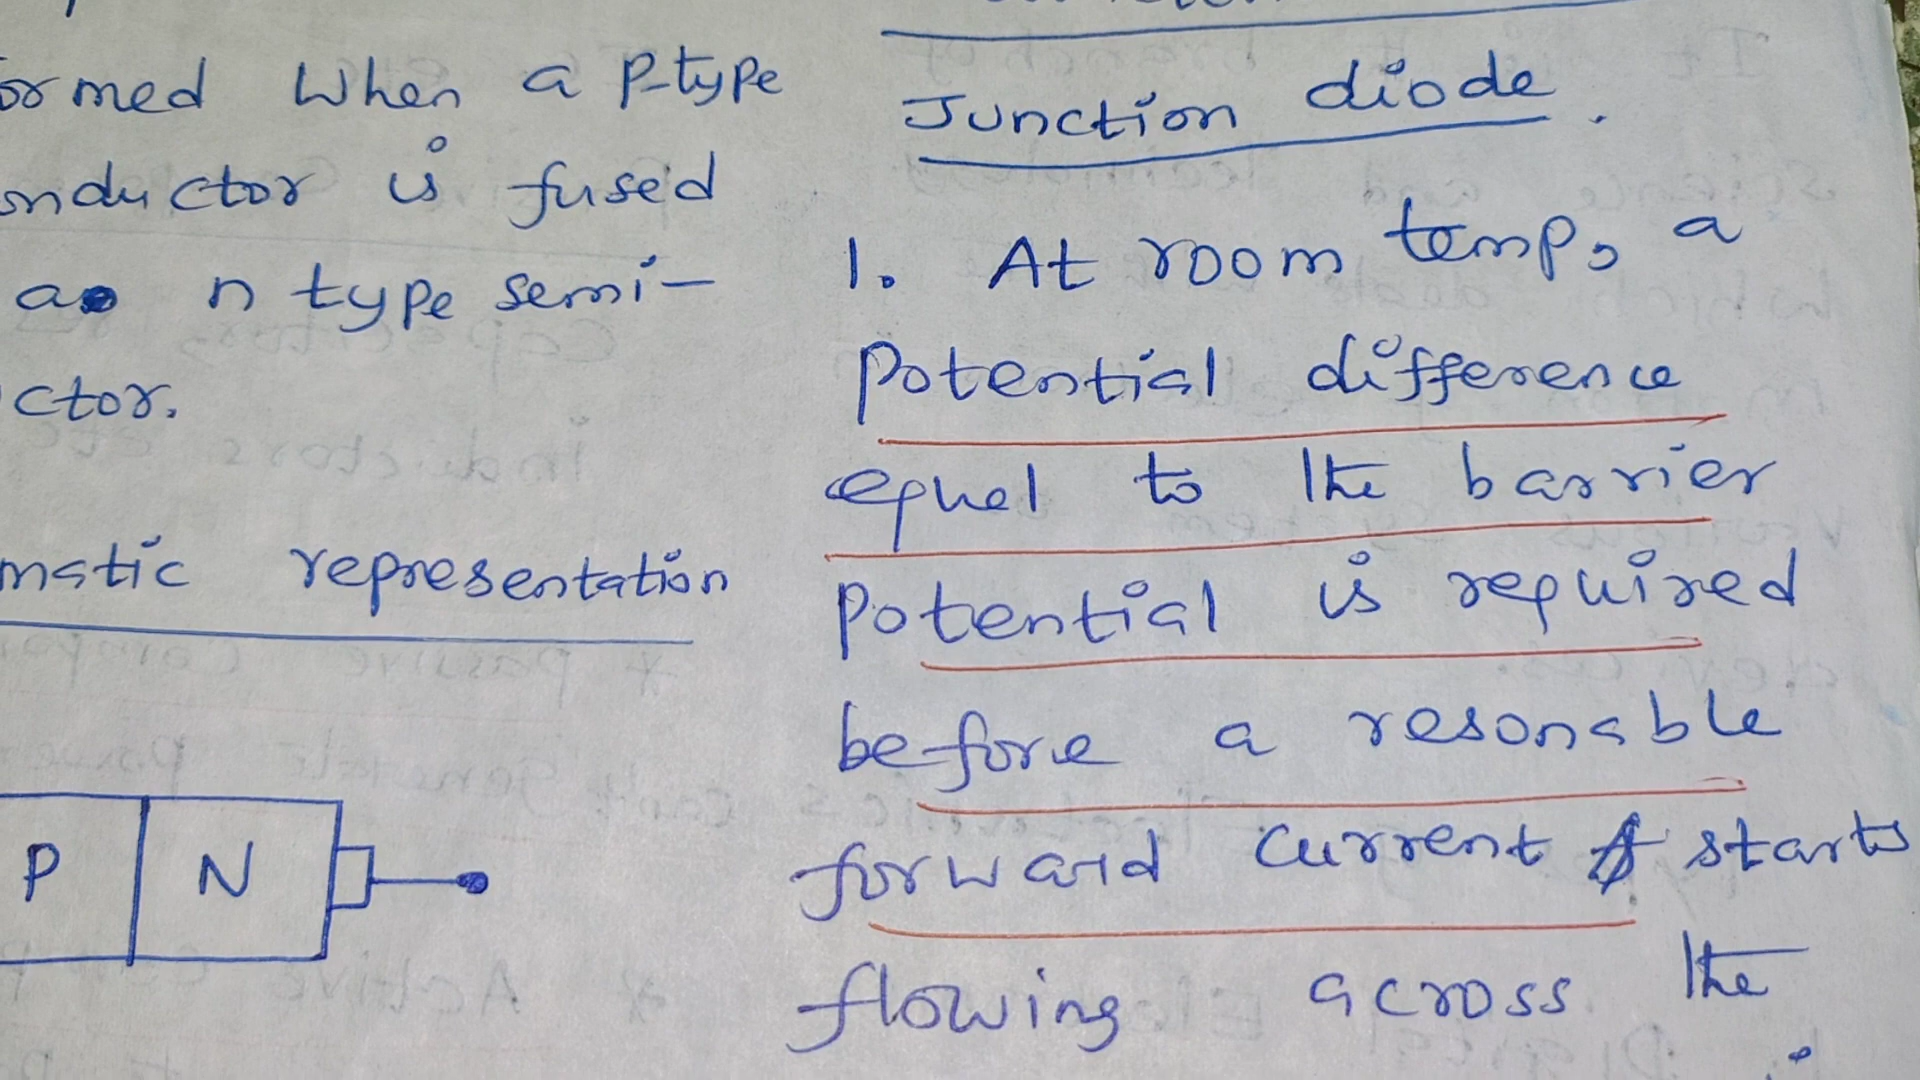 ormed when a P-type
onductor is fused
a n type semi-
ctor.
matic representation
P N
Junction diode.
1. At room temp, a
Potential difference
equal to the barrier
Potential is required
before a resonable
forward current starts
flowing across the